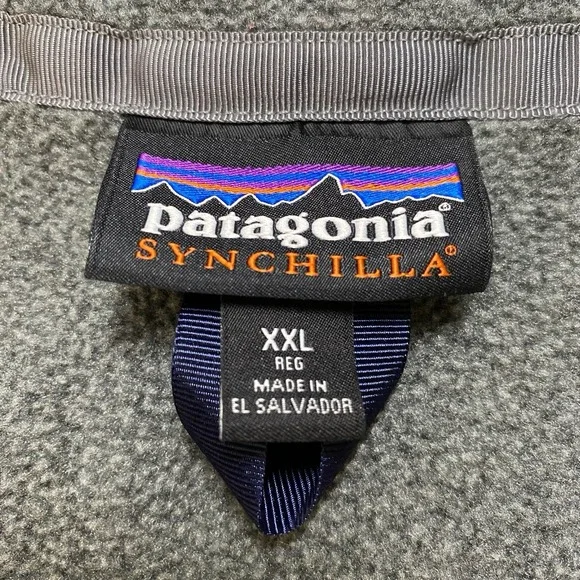 patagonia®
SYNCHILLA®
XXL
REG
MADE IN
EL SALVADOR